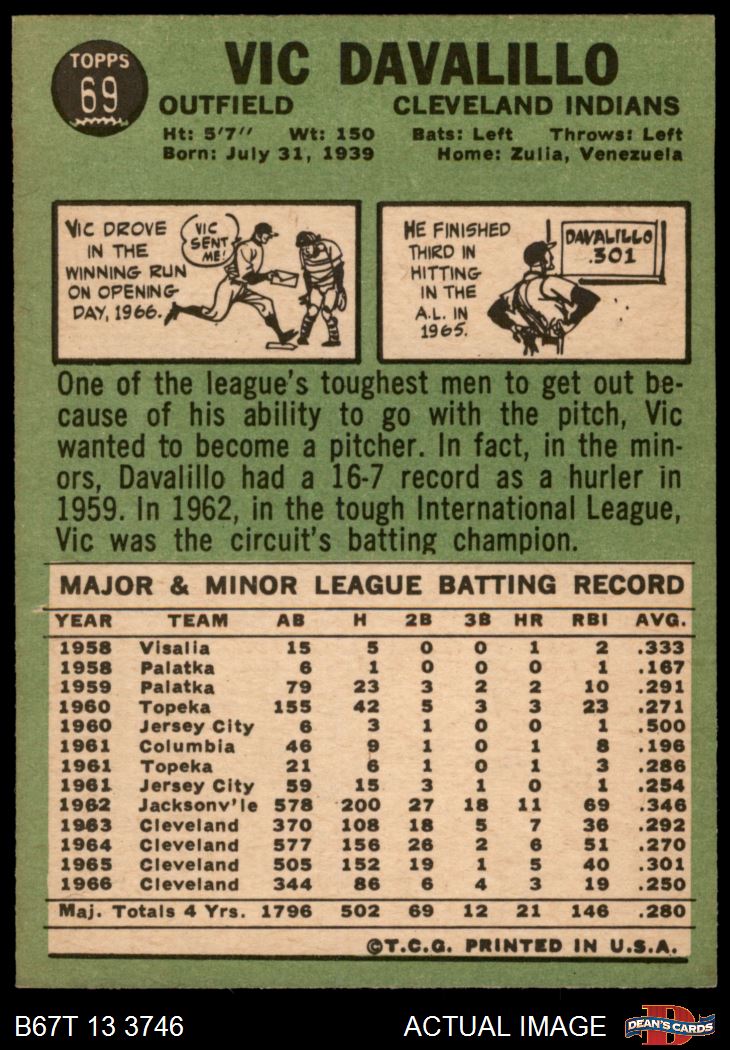 TOPPS
69
VIC DAVALILLO
OUTFIELD CLEVELAND INDIANS
Ht: 5'7'' Wt: 150 Bats: Left Throws: Left
Born: July 31, 1939 Home: Zulia, Venezuela
VIC DROVE
IN THE
WINNING RUN
ON OPENING
DAY, 1966.
VIC
SENT
ME!
HE FINISHED
THIRD IN
HITTING
IN THE
A.L. IN
1965.
DAVALILLO
.301
One of the league's toughest men to get out be-
cause of his ability to go with the pitch, Vic
wanted to become a pitcher. In fact, in the min-
ors, Davalillo had a 16-7 record as a hurler in
1959. In 1962, in the tough International League,
Vic was the circuit's batting champion.
MAJOR & MINOR LEAGUE BATTING RECORD
YEAR TEAM AB H 2B 3B HR RBI AVG.
1958 Visalia 15 5 0 0 1 2 .333
1958 Palatka 6 1 0 0 0 1 .167
1959 Palatka 79 23 3 2 2 10 .291
1960 Topeka 155 42 5 3 3 23 .271
1960 Jersey City 6 3 1 0 0 1 .500
1961 Columbia 46 9 1 0 1 8 .196
1961 Topeka 21 6 1 0 1 3 .286
1961 Jersey City 59 15 3 1 0 1 .254
1962 Jacksonv'le 578 200 27 18 11 69 .346
1963 Cleveland 370 108 18 5 7 36 .292
1964 Cleveland 577 156 26 2 6 51 .270
1965 Cleveland 505 152 19 1 5 40 .301
1966 Cleveland 344 86 6 4 3 19 .250
Maj. Totals 4 Yrs. 1796 502 69 12 21 146 .280
©T.C.G. PRINTED IN U.S.A.
B67T 13 3746 ACTUAL IMAGE
D
DEAN'S CARDS